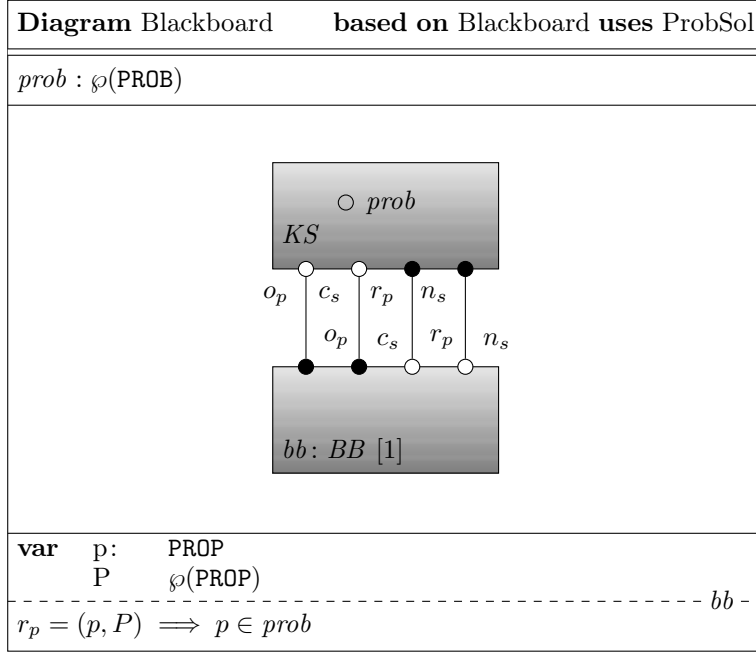 Diagram Blackboard based on Blackboard uses ProbSol
prob : ℘(PROB)
prob
KS
o_p c_s r_p n_s
o_p c_s r_p n_s
bb: BB [1]
var p: PROP
P ℘(PROP)
bb
r_p = (p, P) ⟹ p ∈ prob